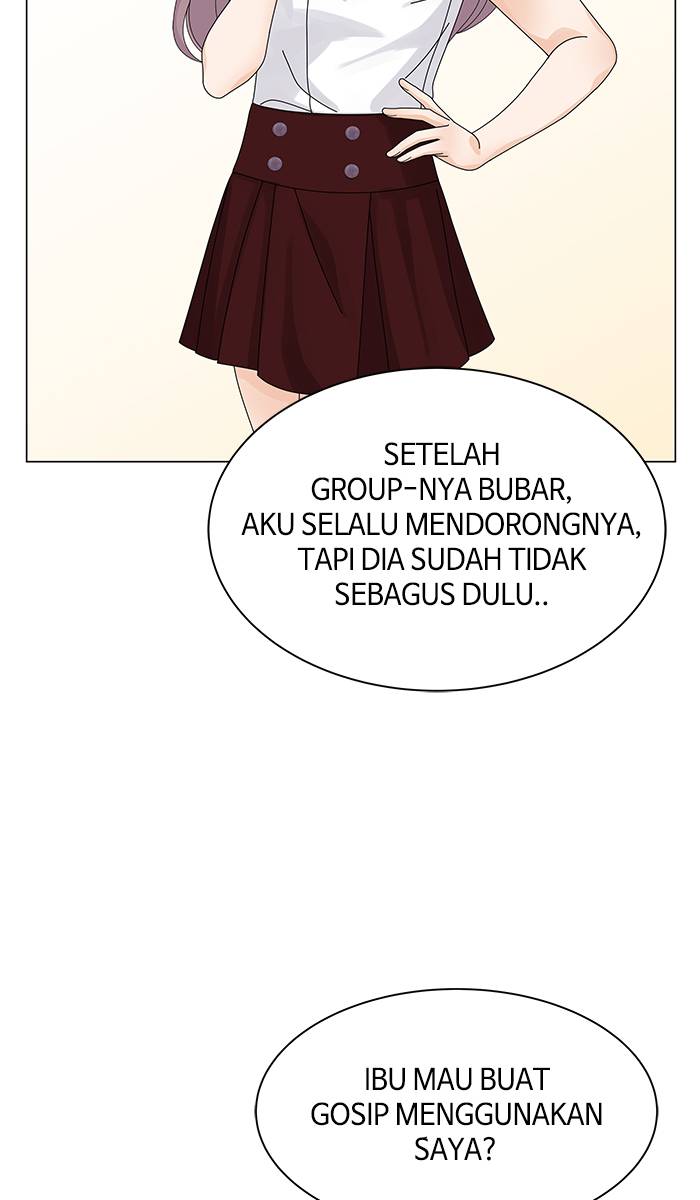 SETELAH
GROUP-NYA BUBAR,
AKU SELALU MENDORONGNYA,
TAPI DIA SUDAH TIDAK
SEBAGUS DULU..
IBU MAU BUAT
GOSIP MENGGUNAKAN
SAYA?